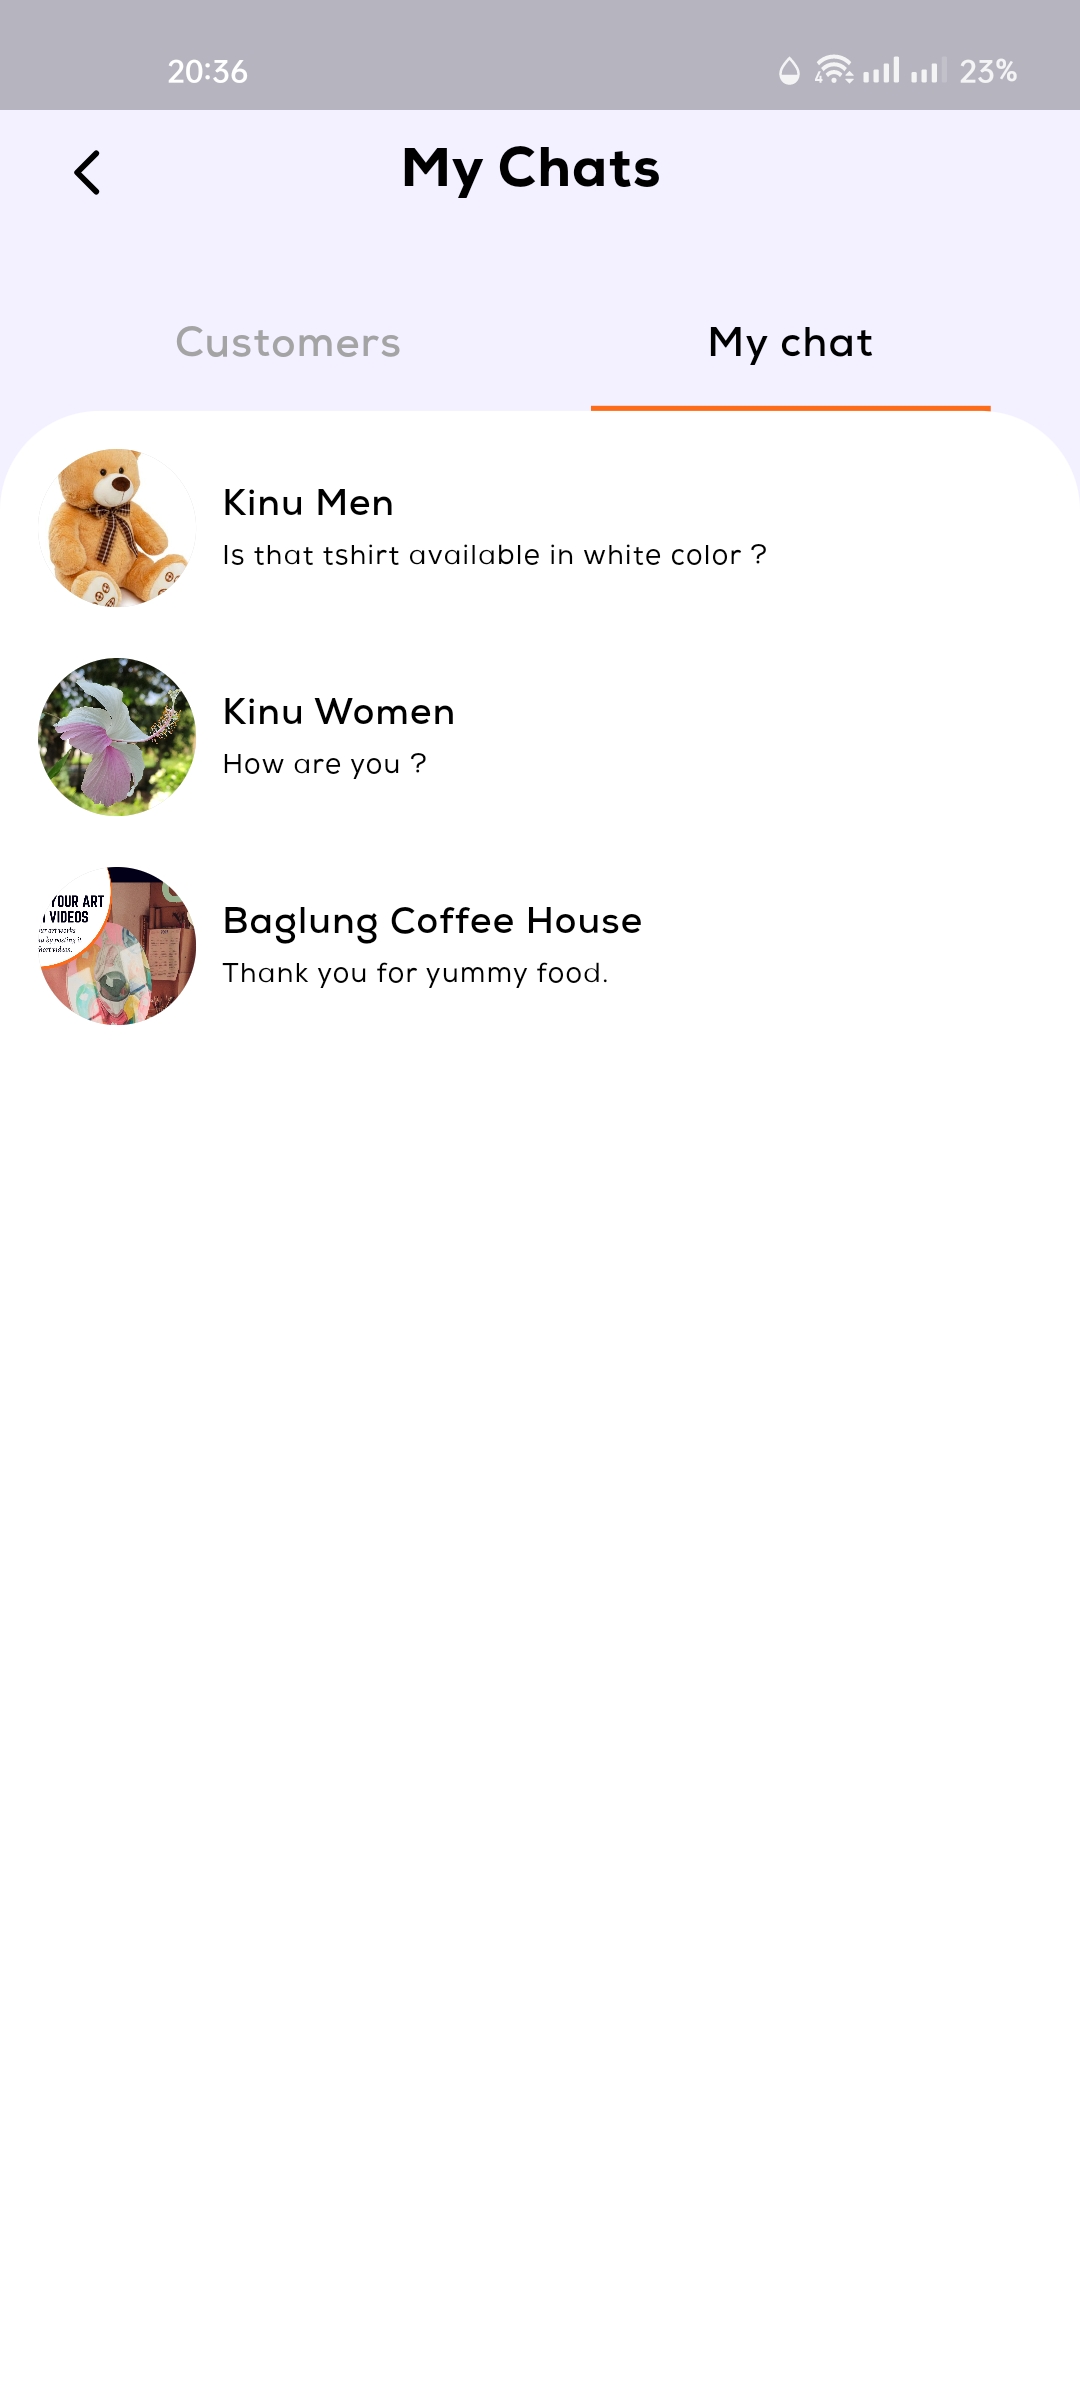 20:36
4
23%
My Chats
Customers
My chat
Kinu Men
Is that tshirt available in white color ?
Kinu Women
How are you ?
YOUR ART
VIDEOS
Baglung Coffee House
Thank you for yummy food.